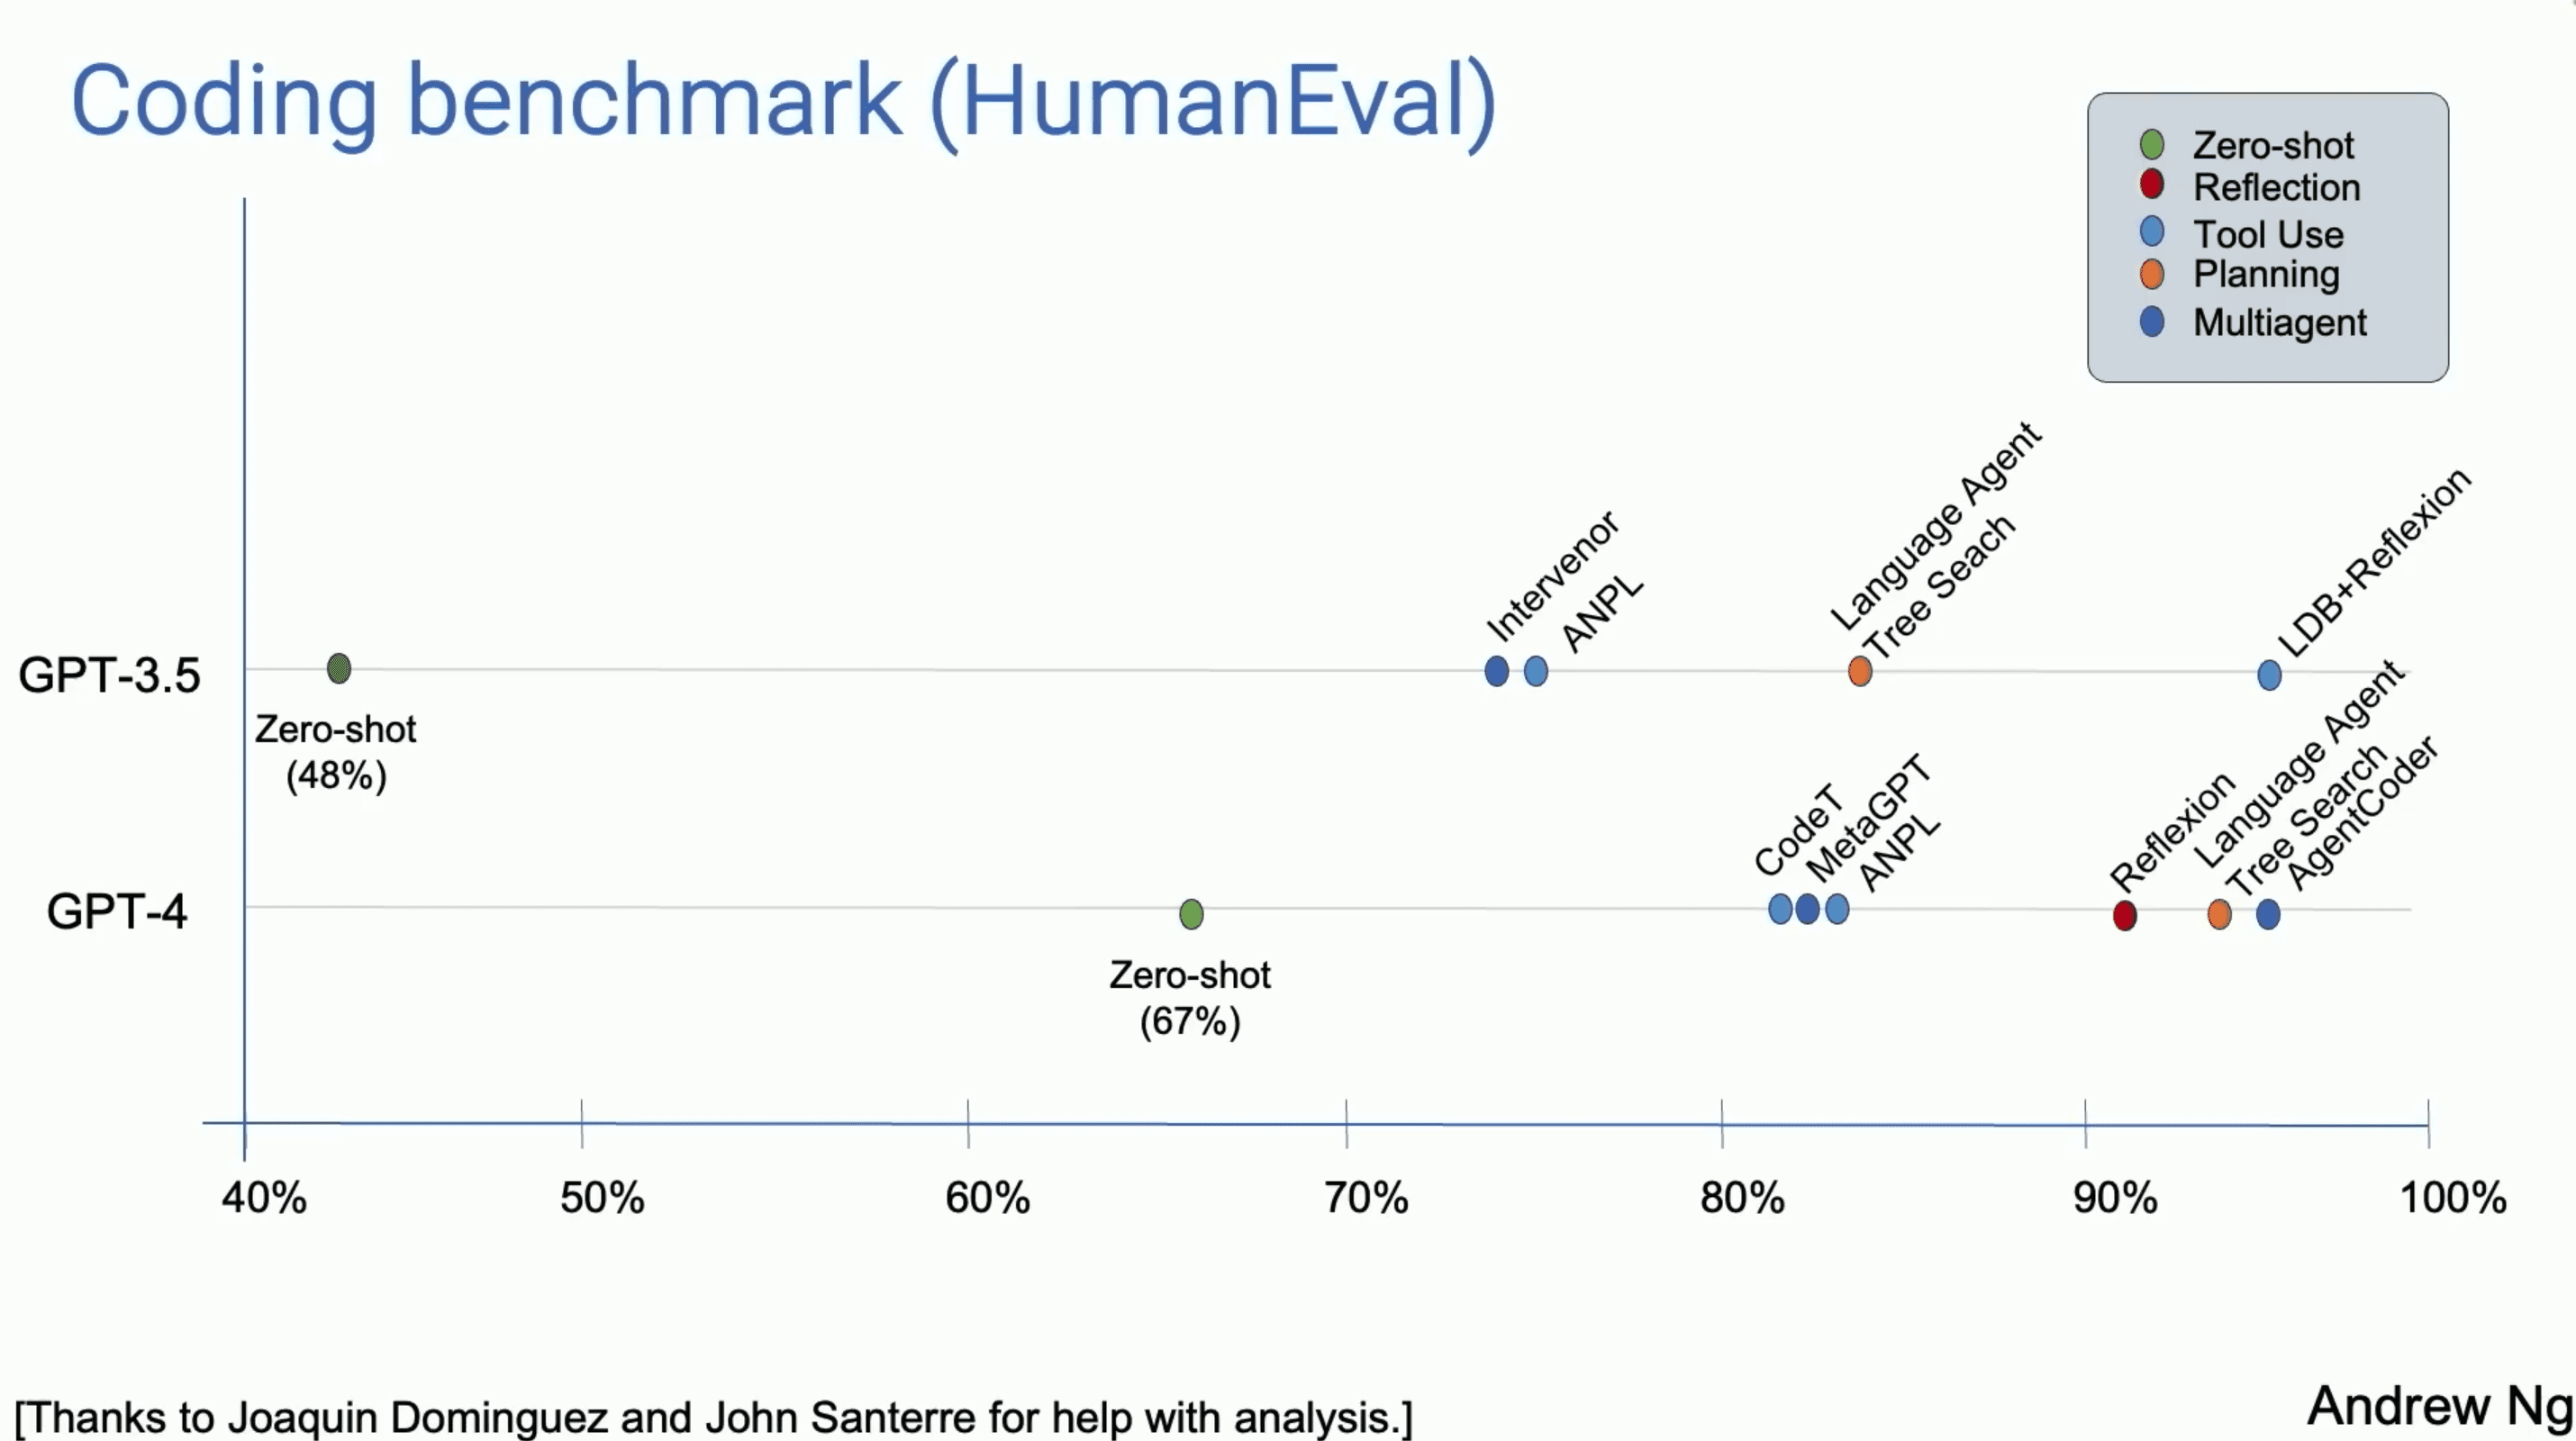 Coding benchmark (HumanEval)
Zero-shot
Reflection
Tool Use
Planning
Multiagent
GPT-3.5
Zero-shot
(48%)
Intervenor
ANPL
Language Agent
Tree Seach
LDB+Reflexion
GPT-4
Zero-shot
(67%)
CodeT
MetaGPT
ANPL
Reflexion
Language Agent
Tree Search
AgentCoder
40%
50%
60%
70%
80%
90%
100%
[Thanks to Joaquin Dominguez and John Santerre for help with analysis.]
Andrew Ng